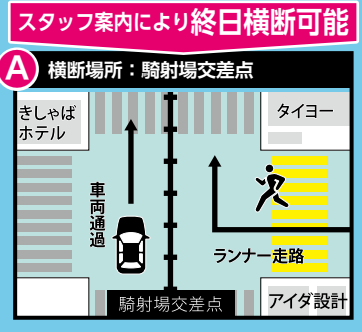 スタッフ案内により終日横断可能
A 横断場所：騎射場交差点
きしゃば
ホテル
タイヨー
車両通過
ランナー走路
騎射場交差点
アイダ設計